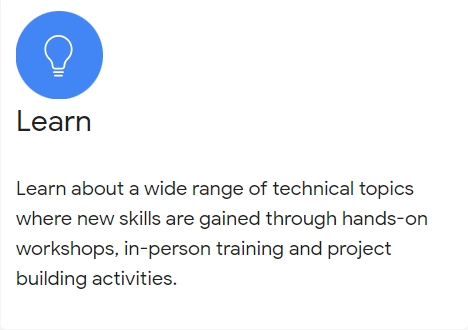 Learn
Learn about a wide range of technical topics
where new skills are gained through hands-on
workshops, in-person training and project
building activities.